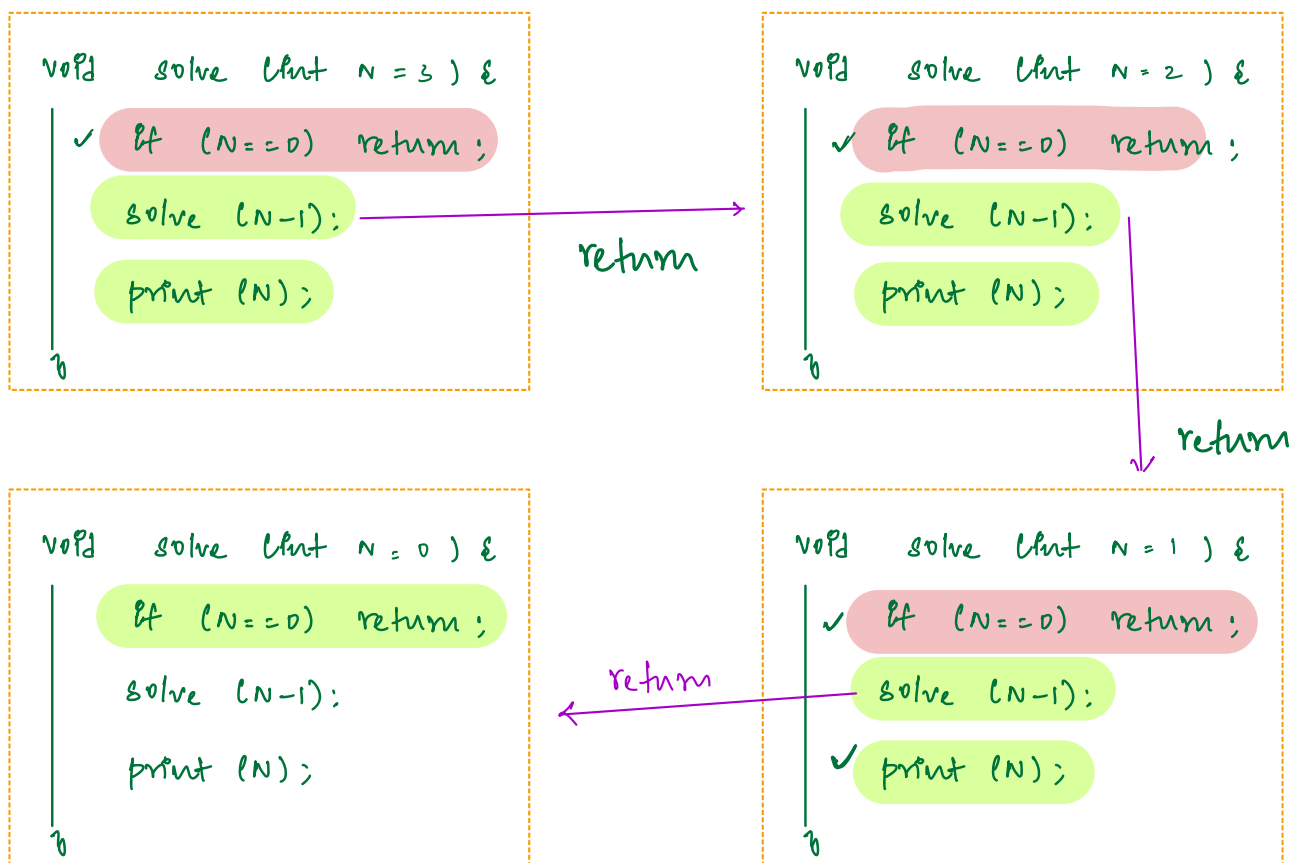 void solve (int N = 3 ) {
✓ if (N==0) return ;
solve (N-1);
print (N) ;
}
return
void solve (int N = 2 ) {
✓ if (N==0) return ;
solve (N-1);
print (N) ;
}
return
void solve (int N = 1 ) {
✓ if (N==0) return ;
solve (N-1);
✓ print (N) ;
}
return
void solve (int N = 0 ) {
if (N==0) return ;
solve (N-1);
print (N) ;
}